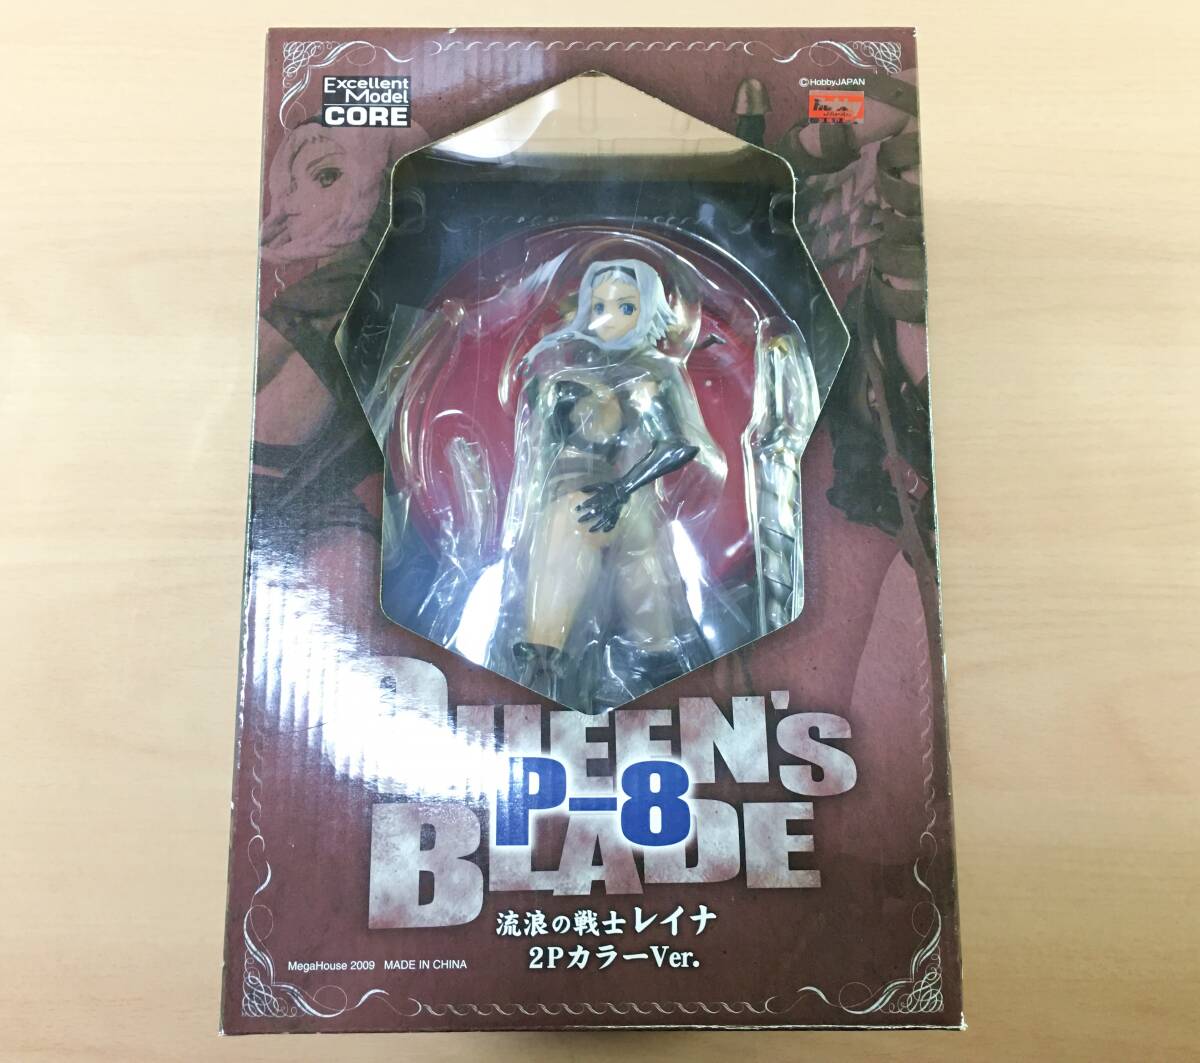 Excellent
Model
CORE
©HobbyJAPAN
QUEEN'S
P-8
BLADE
流浪の戦士レイナ
2PカラーVer.
MegaHouse 2009 MADE IN CHINA